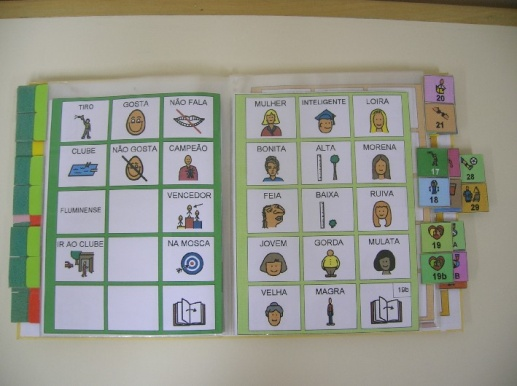 TIRO GOSTA NÃO FALA
CLUBE NÃO GOSTA CAMPEÃO
FLUMINENSE VENCEDOR
IR AO CLUBE NA MOSCA
MULHER INTELIGENTE LOIRA
BONITA ALTA MORENA
FEIA BAIXA RUIVA
JOVEM GORDA MULATA
VELHA MAGRA 19b
20
21
17 28
18 29
19 A
19b